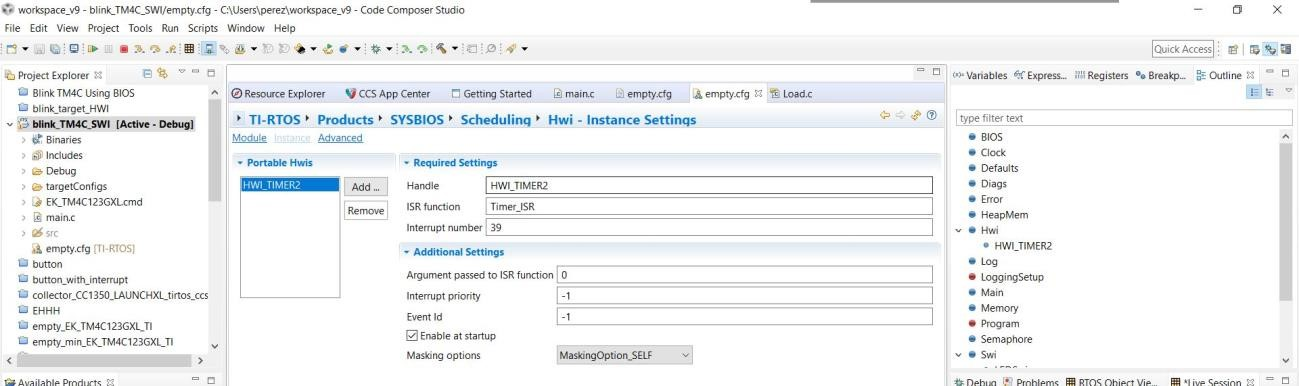 workspace_v9 - blink_TM4C_SWI/empty.cfg - C:\Users\perez\workspace_v9 - Code Composer Studio
File Edit View Project Tools Run Scripts Window Help
Quick Access
Project Explorer
Blink TM4C Using BIOS
blink_target_HWI
blink_TM4C_SWI [Active - Debug]
Binaries
Includes
Debug
targetConfigs
EK_TM4C123GXL.cmd
main.c
src
empty.cfg [TI-RTOS]
button
button_with_interrupt
collector_CC1350_LAUNCHXL_tirtos_ccs
EHHH
empty_EK_TM4C123GXL_TI
empty_min_EK_TM4C123GXL_TI
Available Products
Resource Explorer CCS App Center Getting Started main.c empty.cfg empty.cfg Load.c
TI-RTOS Products SYSBIOS Scheduling Hwi - Instance Settings
Module Instance Advanced
Portable Hwis
HWI_TIMER2
Add ...
Remove
Required Settings
Handle HWI_TIMER2
ISR function Timer_ISR
Interrupt number 39
Additional Settings
Argument passed to ISR function 0
Interrupt priority -1
Event Id -1
Enable at startup
Masking options MaskingOption_SELF
Variables Express... Registers Breakp... Outline
type filter text
BIOS
Clock
Defaults
Diags
Error
HeapMem
Hwi
HWI_TIMER2
Log
LoggingSetup
Main
Memory
Program
Semaphore
Swi
Debug Problems RTOS Object Vie... *Live Session